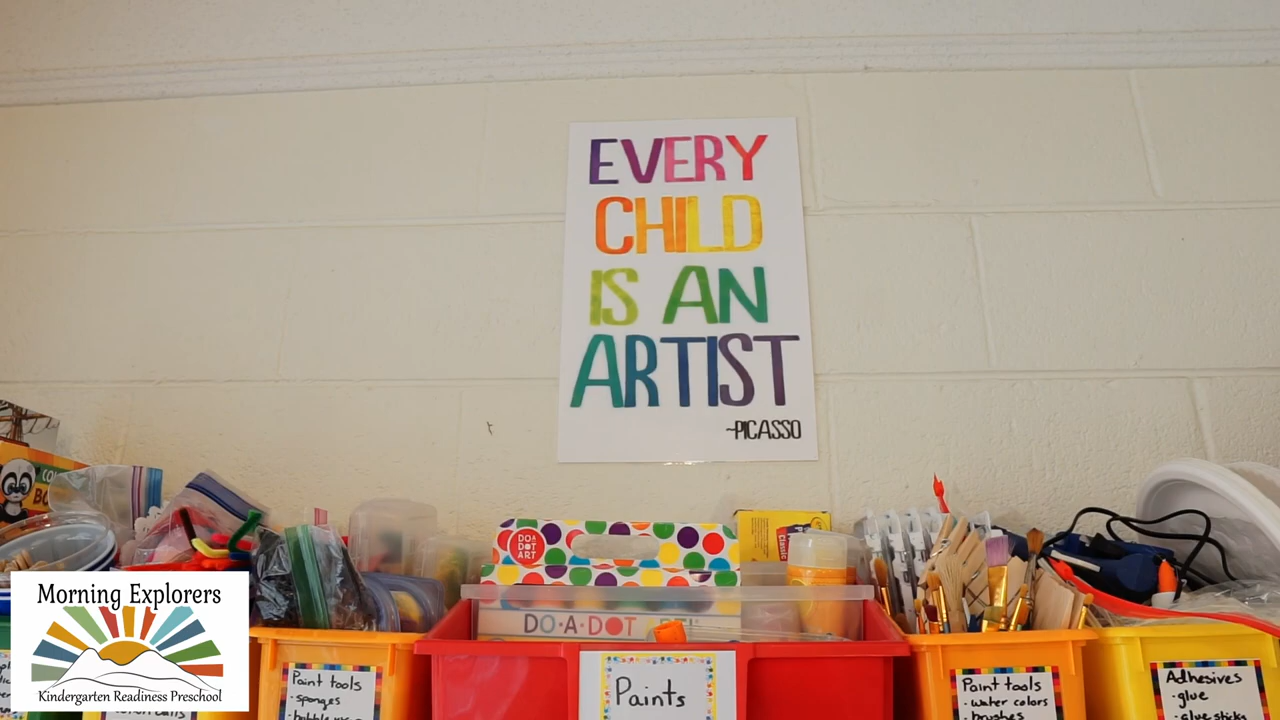 EVERY
CHILD
IS AN
ARTIST
~PICASSO
DO A DOT ART
DO•A•DOT
Paints
Paint tools
• sponges
Paint tools
• water colors
• brushes
Adhesives
• glue
• glue sticks
Morning Explorers
Kindergarten Readiness Preschool